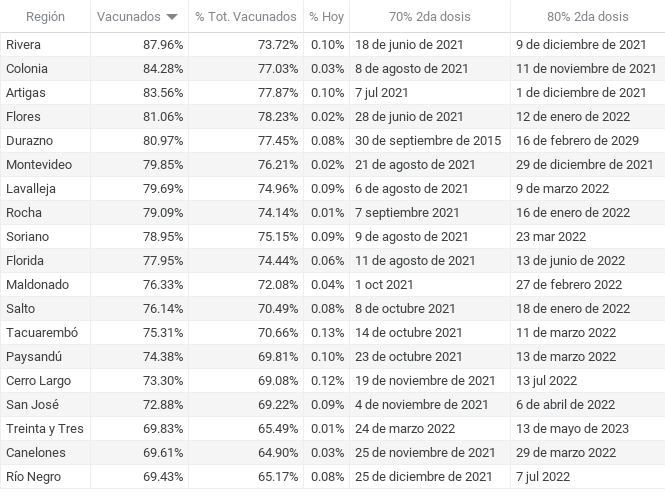 Región Vacunados % Tot. Vacunados % Hoy 70% 2da dosis 80% 2da dosis
Rivera 87.96% 73.72% 0.10% 18 de junio de 2021 9 de diciembre de 2021
Colonia 84.28% 77.03% 0.03% 8 de agosto de 2021 11 de noviembre de 2021
Artigas 83.56% 77.87% 0.10% 7 jul 2021 1 de diciembre de 2021
Flores 81.06% 78.23% 0.02% 28 de junio de 2021 12 de enero de 2022
Durazno 80.97% 77.45% 0.08% 30 de septiembre de 2015 16 de febrero de 2029
Montevideo 79.85% 76.21% 0.02% 21 de agosto de 2021 29 de diciembre de 2021
Lavalleja 79.69% 74.96% 0.09% 6 de agosto de 2021 9 de marzo 2022
Rocha 79.09% 74.14% 0.01% 7 septiembre 2021 16 de enero de 2022
Soriano 78.95% 75.15% 0.09% 9 de agosto de 2021 23 mar 2022
Florida 77.95% 74.44% 0.06% 11 de agosto de 2021 13 de junio de 2022
Maldonado 76.33% 72.08% 0.04% 1 oct 2021 27 de febrero 2022
Salto 76.14% 70.49% 0.08% 8 de octubre 2021 18 de enero de 2022
Tacuarembó 75.31% 70.66% 0.13% 14 de octubre 2021 11 de marzo 2022
Paysandú 74.38% 69.81% 0.10% 23 de octubre 2021 13 de marzo 2022
Cerro Largo 73.30% 69.08% 0.12% 19 de noviembre de 2021 13 jul 2022
San José 72.88% 69.22% 0.09% 4 de noviembre de 2021 6 de abril de 2022
Treinta y Tres 69.83% 65.49% 0.01% 24 de marzo 2022 13 de mayo de 2023
Canelones 69.61% 64.90% 0.03% 25 de noviembre de 2021 29 de marzo 2022
Río Negro 69.43% 65.17% 0.08% 25 de diciembre de 2021 7 jul 2022